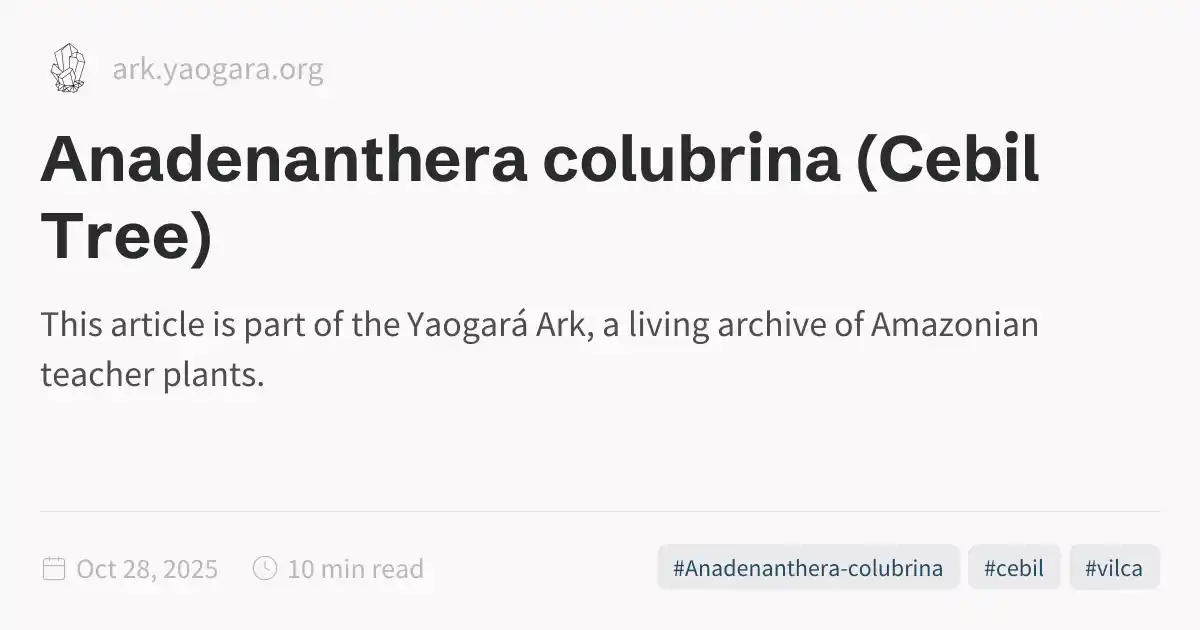 ark.yaogara.org
Anadenanthera colubrina (Cebil
Tree)
This article is part of the Yaogará Ark, a living archive of Amazonian
teacher plants.
Oct 28, 2025
10 min read
#Anadenanthera-colubrina
#cebil
#vilca